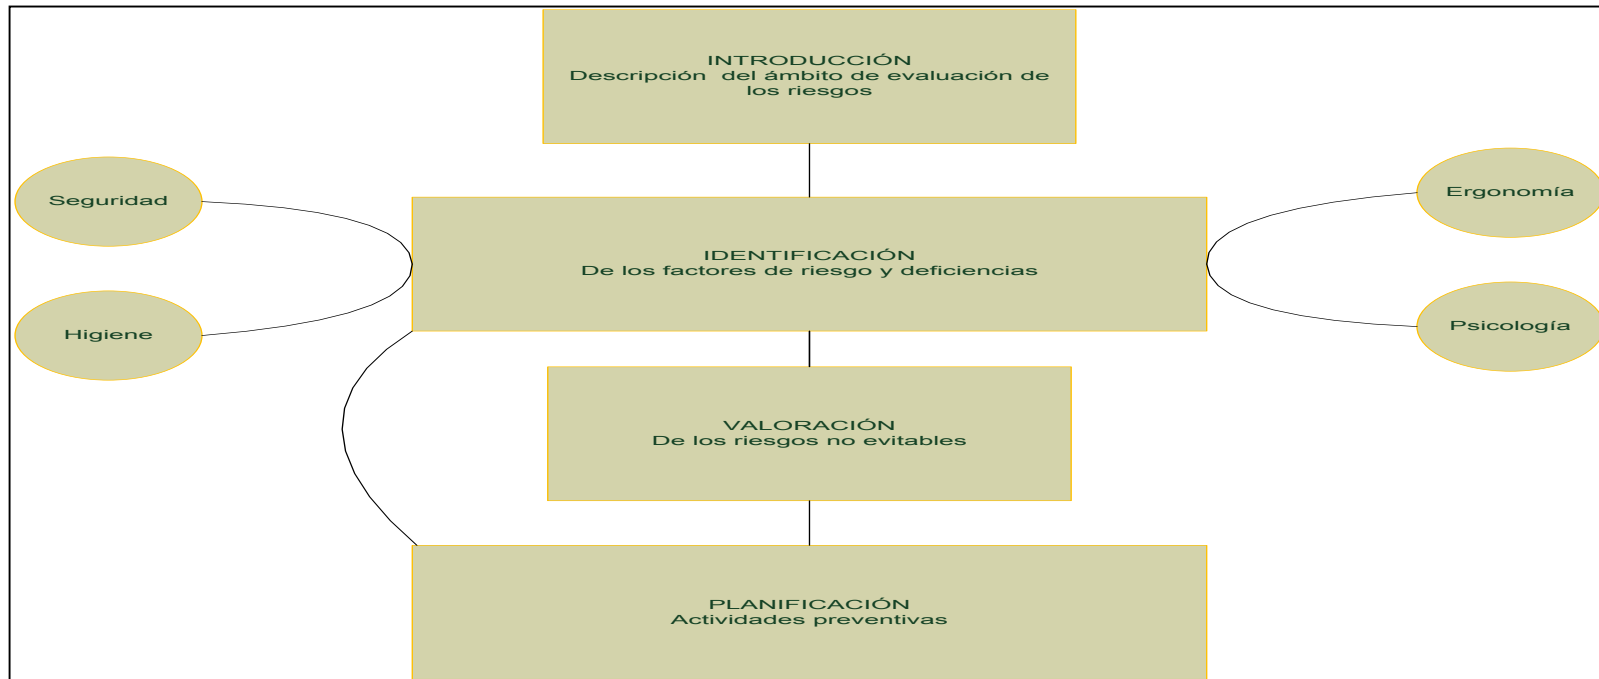 INTRODUCCIÓN
Descripción  del ámbito de evaluación de
los riesgos
Seguridad
Ergonomía
IDENTIFICACIÓN
De los factores de riesgo y deficiencias
Higiene
Psicología
VALORACIÓN
De los riesgos no evitables
PLANIFICACIÓN
Actividades preventivas